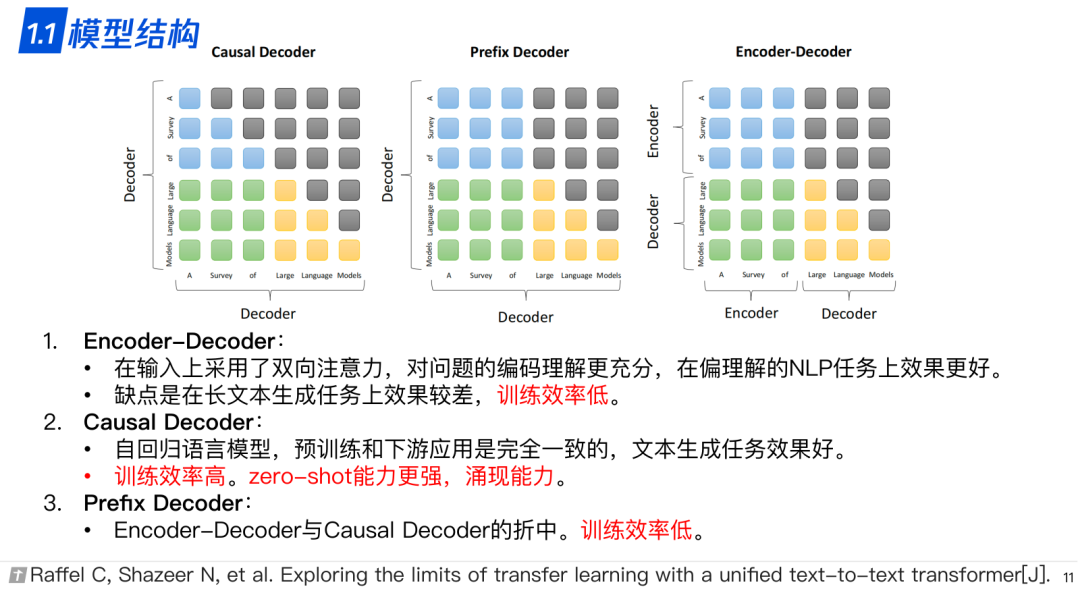 1.1 模型结构
Causal Decoder
Prefix Decoder
Encoder-Decoder
Decoder
A
Survey
of
Large
Language
Models
A Survey of Large Language Models
Decoder
Decoder
A
Survey
of
Large
Language
Models
A Survey of Large Language Models
Decoder
Encoder
Decoder
A
Survey
of
Large
Language
Models
A Survey of Large Language Models
Encoder Decoder
1. Encoder-Decoder：
• 在输入上采用了双向注意力，对问题的编码理解更充分，在偏理解的NLP任务上效果更好。
• 缺点是在长文本生成任务上效果较差，训练效率低。
2. Causal Decoder：
• 自回归语言模型，预训练和下游应用是完全一致的，文本生成任务效果好。
• 训练效率高。zero-shot能力更强，涌现能力。
3. Prefix Decoder：
• Encoder-Decoder与Causal Decoder的折中。训练效率低。
Raffel C, Shazeer N, et al. Exploring the limits of transfer learning with a unified text-to-text transformer[J].
11